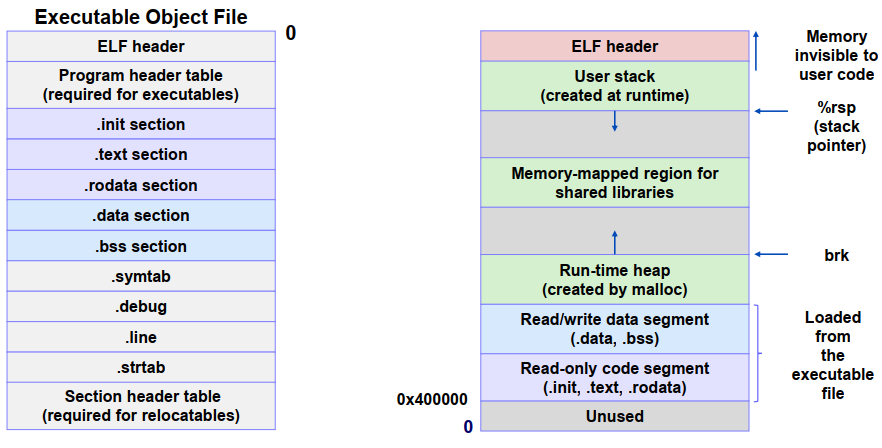 Executable Object File
0
ELF header
Program header table
(required for executables)
.init section
.text section
.rodata section
.data section
.bss section
.symtab
.debug
.line
.strtab
Section header table
(required for relocatables)
ELF header
User stack
(created at runtime)
Memory-mapped region for
shared libraries
Run-time heap
(created by malloc)
Read/write data segment
(.data, .bss)
Read-only code segment
(.init, .text, .rodata)
Unused
0x400000
0
Memory
invisible to
user code
%rsp
(stack
pointer)
brk
Loaded
from
the
executable
file